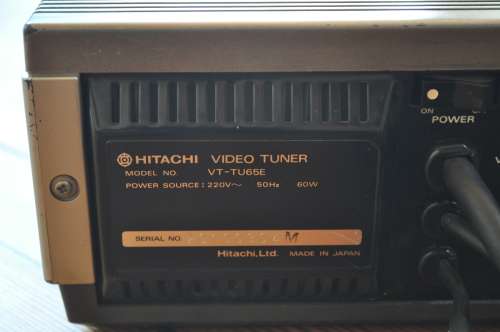 HITACHI VIDEO TUNER
MODEL NO. VT-TU65E
POWER SOURCE : 220V~ 50Hz 60W
SERIAL NO. M
Hitachi, Ltd. MADE IN JAPAN
ON
POWER